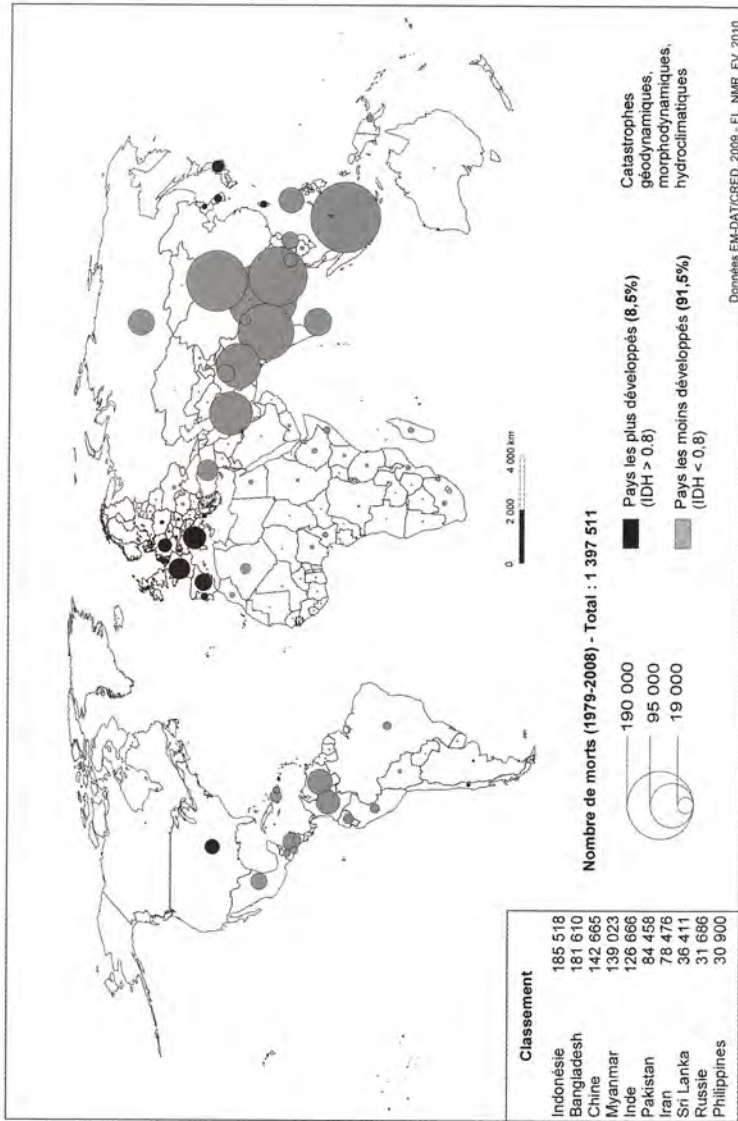 Classement
Indonésie 185 518
Bangladesh 181 610
Chine 142 665
Myanmar 139 023
Inde 126 666
Pakistan 84 458
Iran 78 476
Sri Lanka 36 411
Russie 31 686
Philippines 30 900
0 2 000 4 000 km
Nombre de morts (1979-2008) - Total : 1 397 511
190 000
95 000
19 000
Pays les plus développés (8,5%)
(IDH > 0.8)
Pays les moins développés (91,5%)
(IDH < 0,8)
Catastrophes
géodynamiques,
morphodynamiques,
hydroclimatiques
Données EM-DAT/CRED, 2009 - FL, NMR, FV, 2010